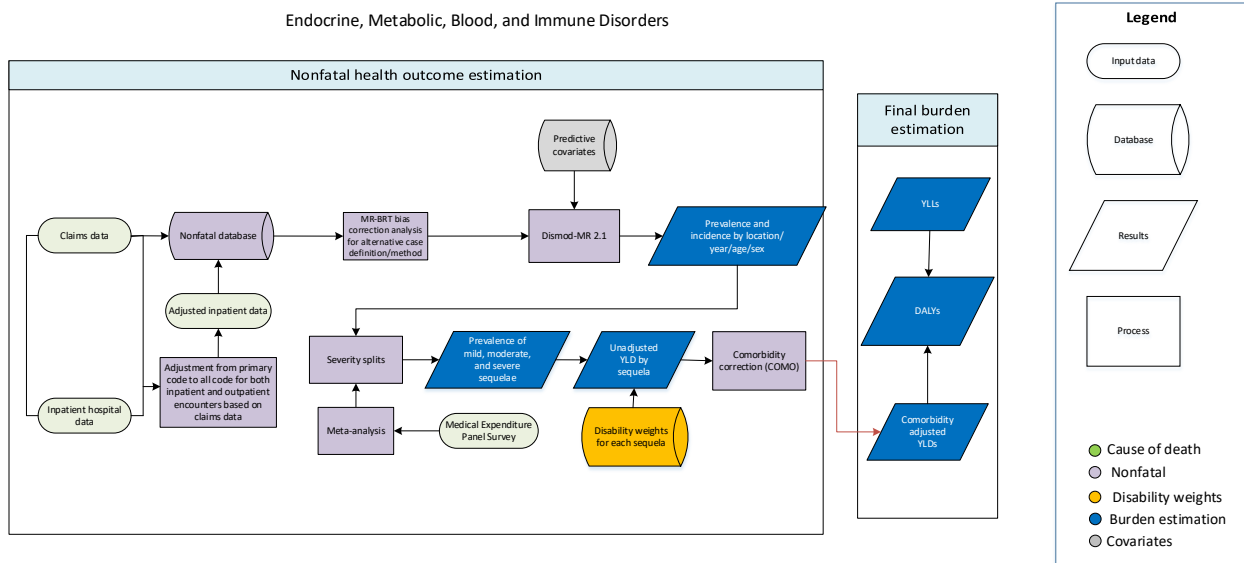 Endocrine, Metabolic, Blood, and Immune Disorders
Nonfatal health outcome estimation
Predictive
covariates
Claims data
Nonfatal database
MR-BRT bias
correction analysis
for alternative case
definition/method
Dismod-MR 2.1
Prevalence and
incidence by location/
year/age/sex
Adjusted inpatient data
Adjustment from primary
code to all code for both
inpatient and outpatient
encounters based on
claims data
Inpatient hospital
data
Severity splits
Prevalence of
mild, moderate,
and severe
sequelae
Unadjusted
YLD by
sequela
Comorbidity
correction (COMO)
Meta-analysis
Medical Expenditure
Panel Survey
Disability weights
for each sequela
Final burden
estimation
YLLs
DALYs
Comorbidity
adjusted
YLDs
Legend
Input data
Database
Results
Process
Cause of death
Nonfatal
Disability weights
Burden estimation
Covariates